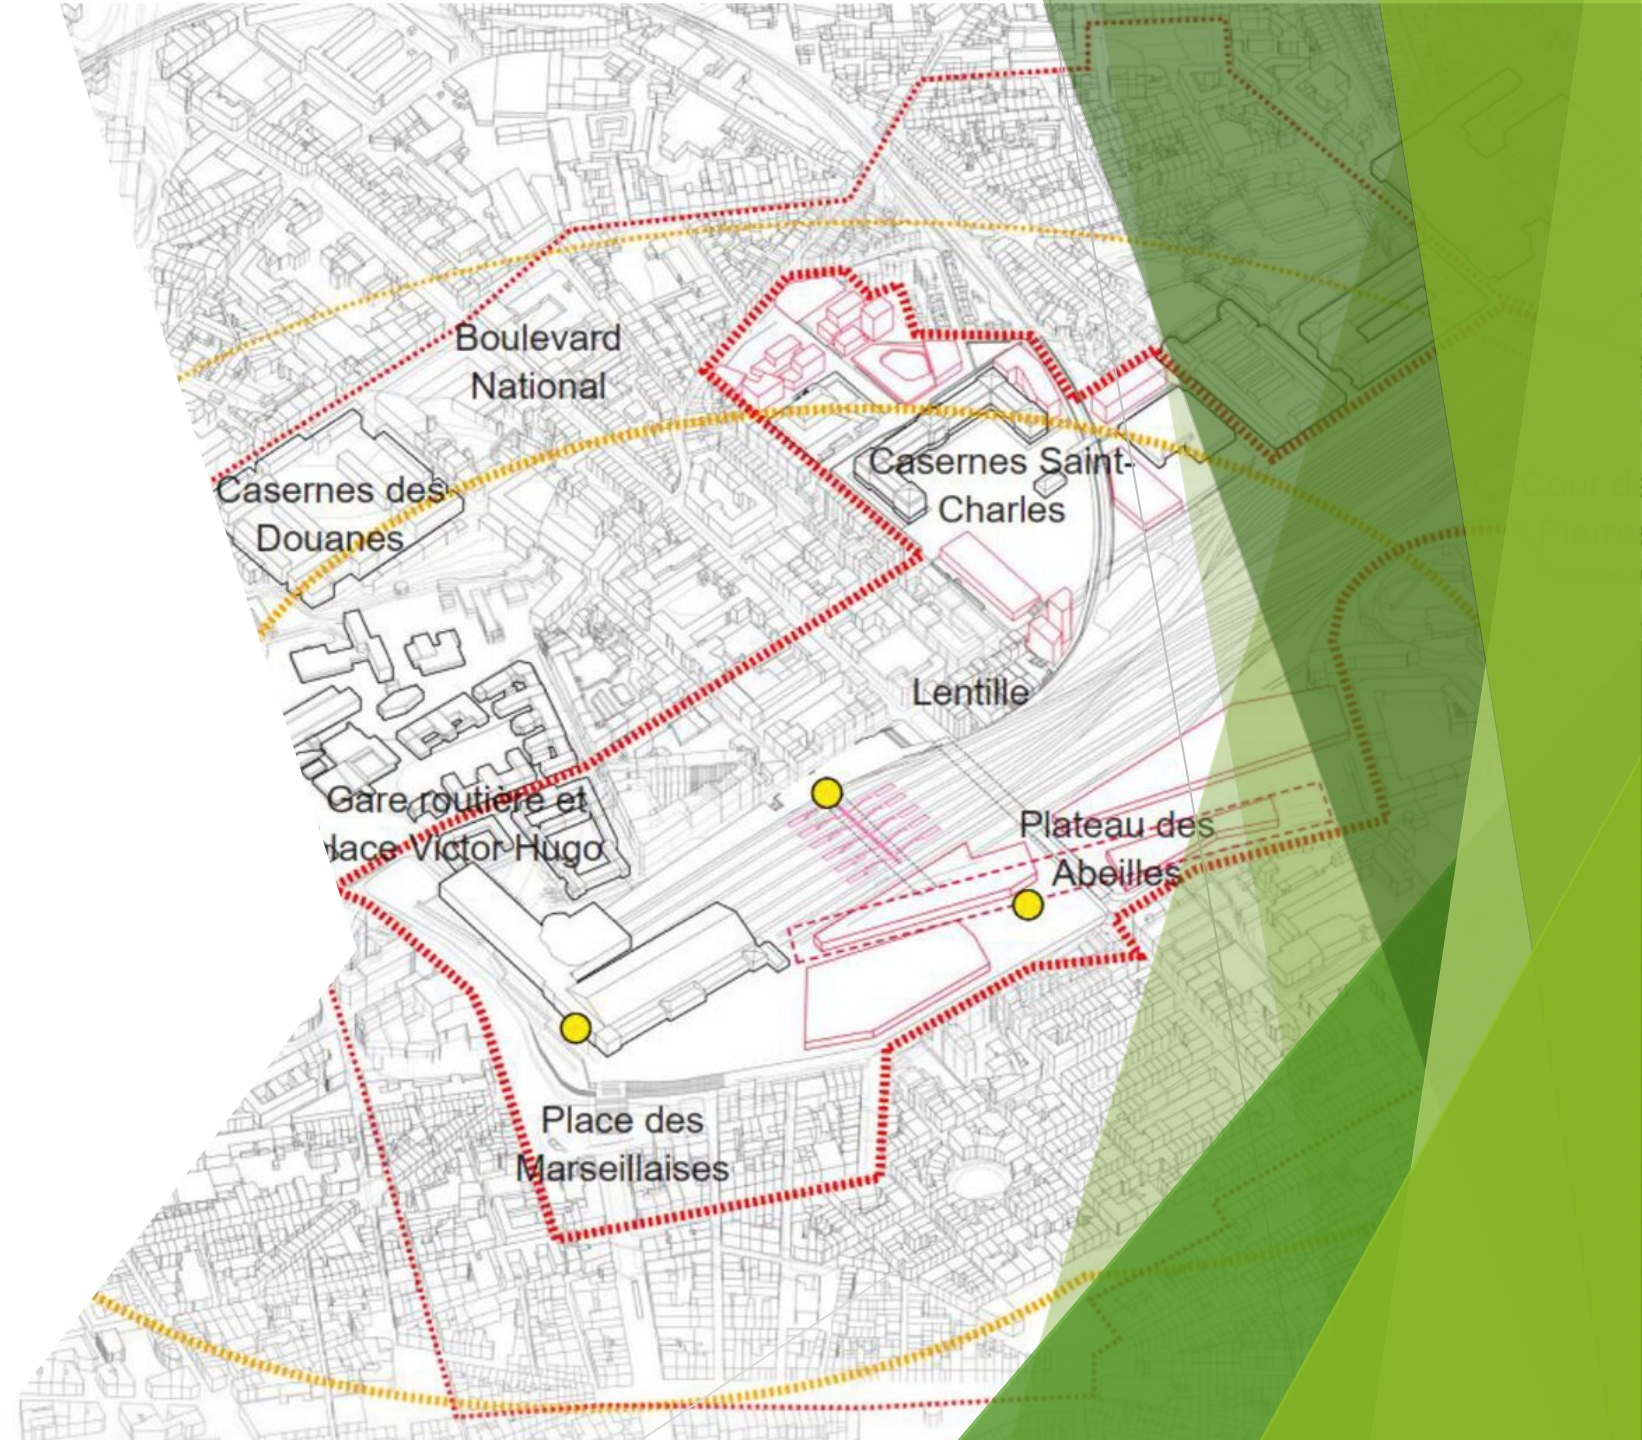 Boulevard
National
Casernes Saint-
Charles
Casernes des
Douanes
Lentille
Gare routière et
lace Victor Hugo
Plateau des
Abeilles
Place des
Marseillaises